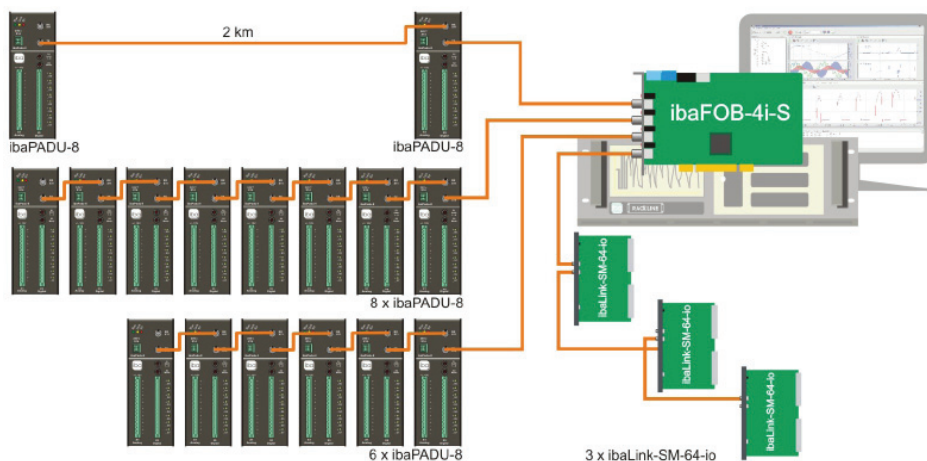 2 km
ibaPADU-8
ibaPADU-8
ibaFOB-4i-S
RACKLINE
8 x ibaPADU-8
ibaLink-SM-64-io
ibaLink-SM-64-io
ibaLink-SM-64-io
6 x ibaPADU-8
3 x ibaLink-SM-64-io